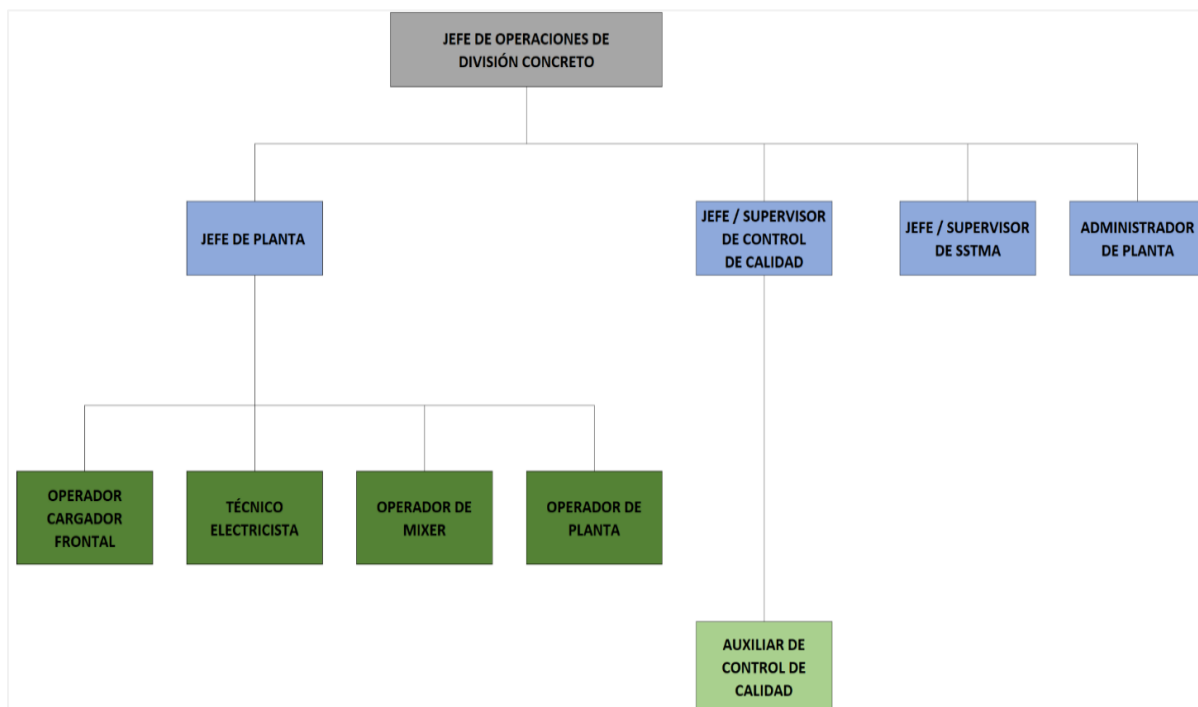 JEFE DE OPERACIONES DE
DIVISIÓN CONCRETO
JEFE DE PLANTA
JEFE / SUPERVISOR
DE CONTROL
DE CALIDAD
JEFE / SUPERVISOR
DE SSTMA
ADMINISTRADOR
DE PLANTA
OPERADOR
CARGADOR
FRONTAL
TÉCNICO
ELECTRICISTA
OPERADOR DE
MIXER
OPERADOR DE
PLANTA
AUXILIAR DE
CONTROL DE
CALIDAD